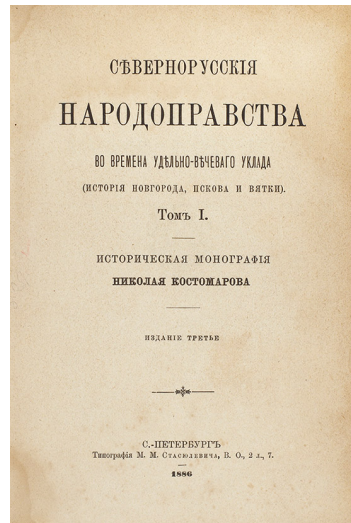 СѢВЕРНОРУССКІЯ
НАРОДОПРАВСТВА
ВО ВРЕМЕНА УДѢЛЬНО-ВѢЧЕВАГО УКЛАДА
(ИСТОРІЯ НОВГОРОДА, ПСКОВА И ВЯТКИ).
Томъ I.
ИСТОРИЧЕСКАЯ МОНОГРАФІЯ
НИКОЛАЯ КОСТОМАРОВА
ИЗДАНІЕ ТРЕТЬЕ
С.-ПЕТЕРБУРГЪ
Типографія М. М. Стасюлевича, В. О., 2 л., 7.
1886